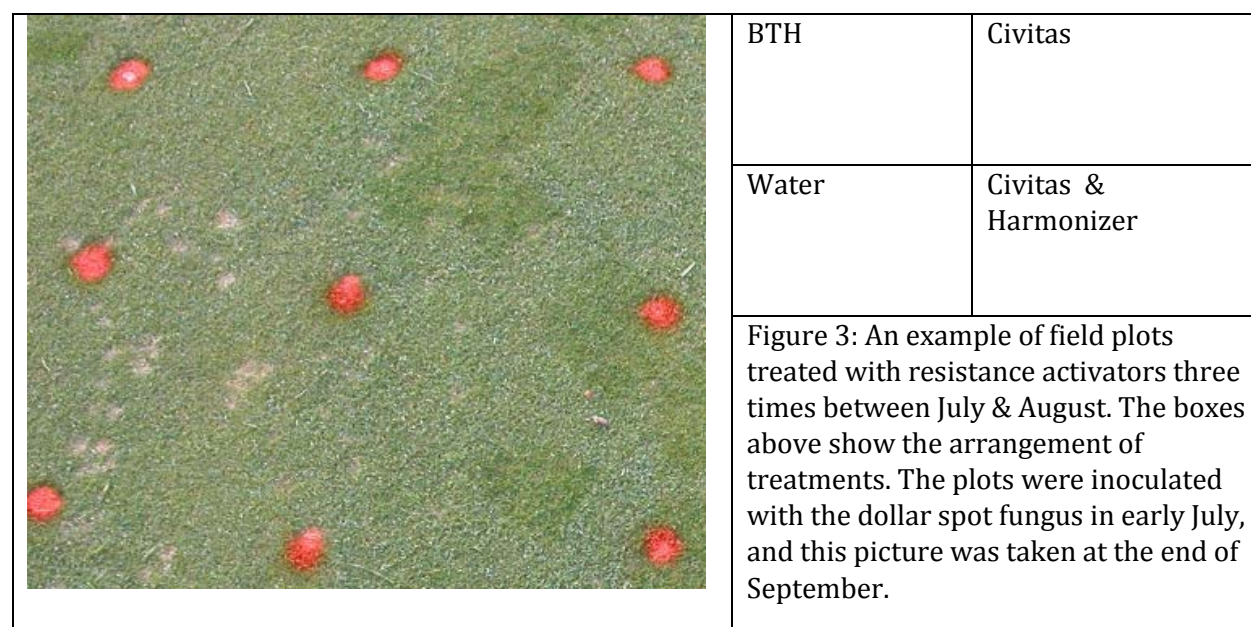 BTH
Civitas
Water
Civitas &
Harmonizer
Figure 3: An example of field plots
treated with resistance activators three
times between July & August. The boxes
above show the arrangement of
treatments. The plots were inoculated
with the dollar spot fungus in early July,
and this picture was taken at the end of
September.